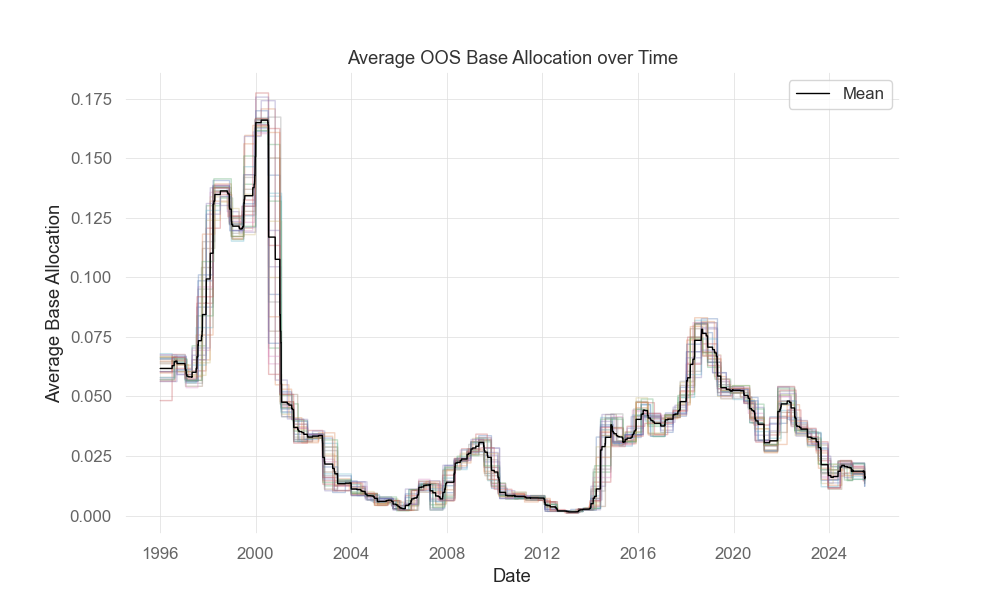 Average OOS Base Allocation over Time
Mean
Average Base Allocation
0.175
0.150
0.125
0.100
0.075
0.050
0.025
0.000
1996 2000 2004 2008 2012 2016 2020 2024
Date